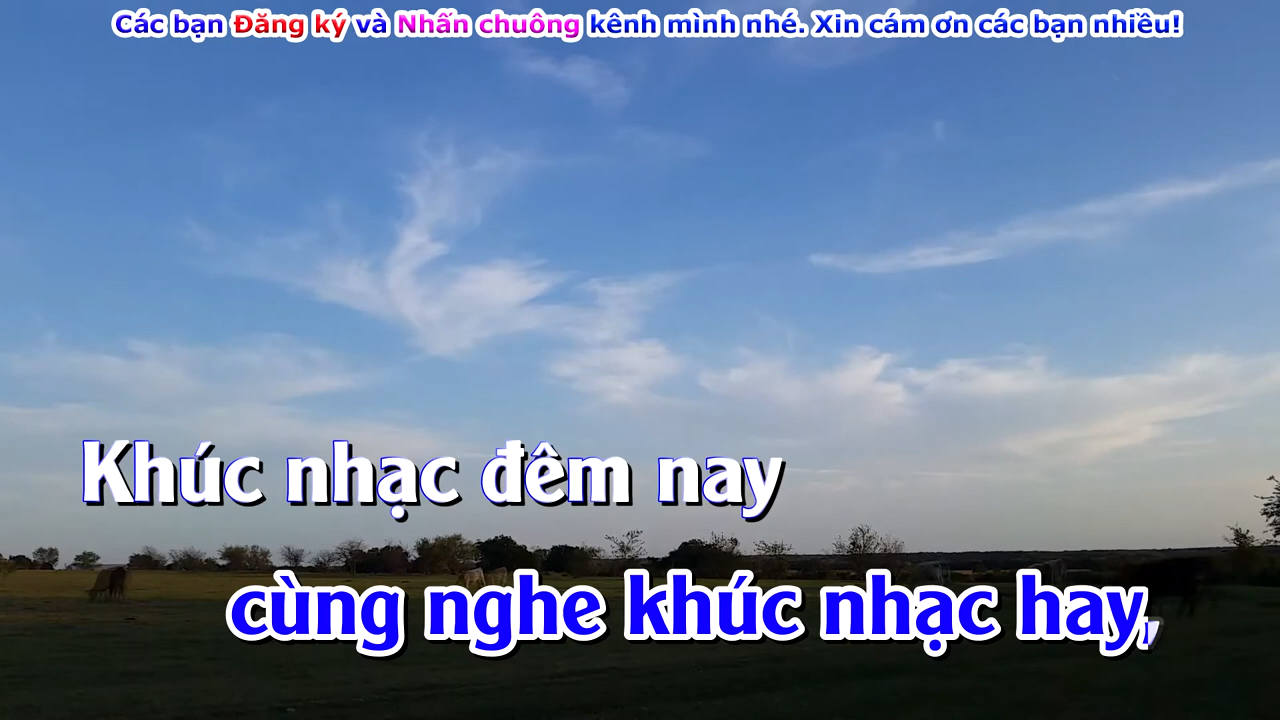 Các bạn Đăng ký và Nhấn chuông kênh mình nhé. Xin cám ơn các bạn nhiều!
Khúc nhạc đêm nay
cùng nghe khúc nhạc hay,